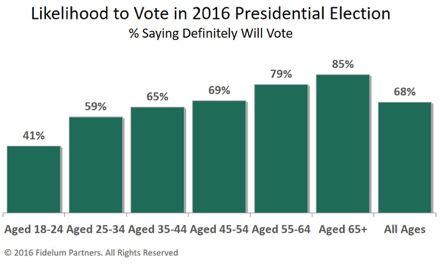 Likelihood to Vote in 2016 Presidential Election
% Saying Definitely Will Vote
41%
59%
65%
69%
79%
85%
68%
Aged 18-24 Aged 25-34 Aged 35-44 Aged 45-54 Aged 55-64 Aged 65+ All Ages
© 2016 Fidelum Partners. All Rights Reserved